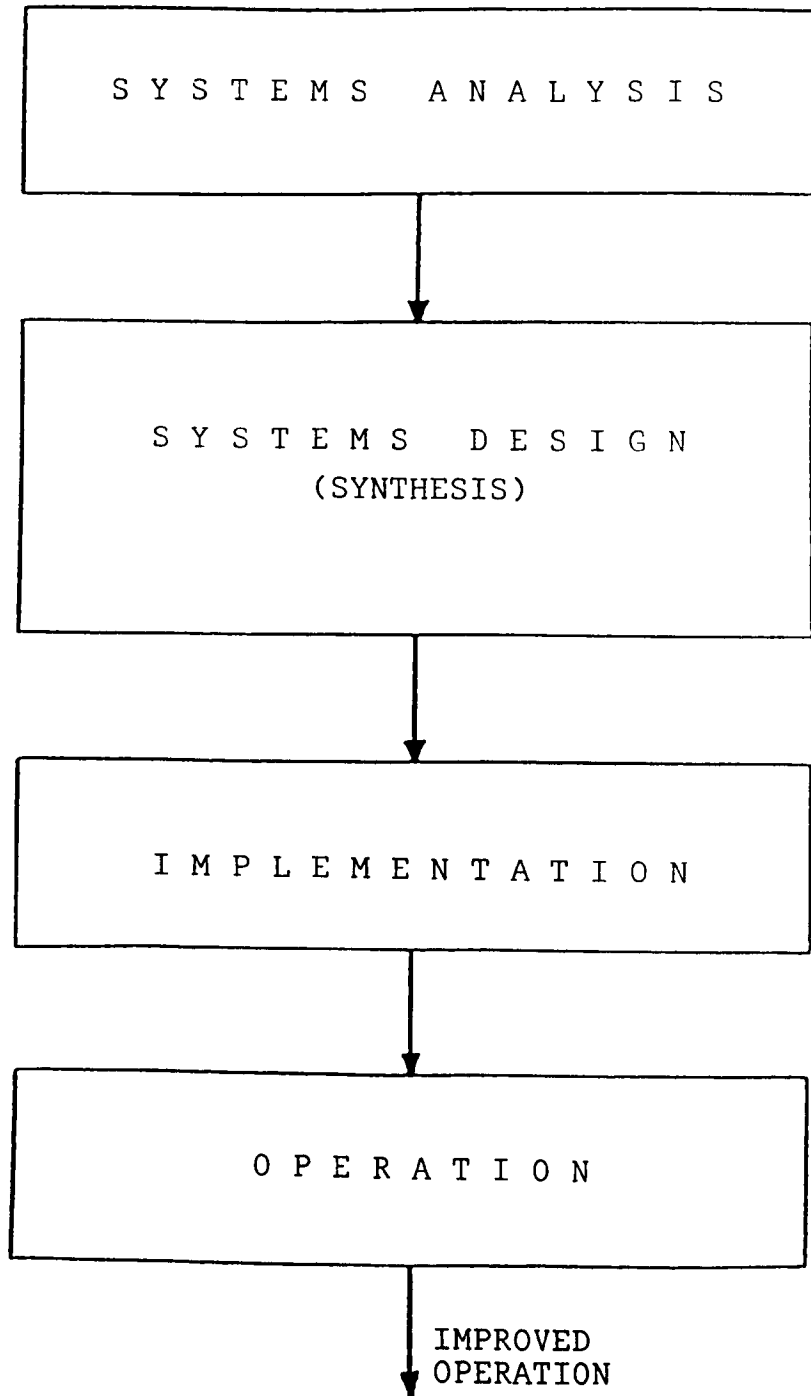 SYSTEMS ANALYSIS
SYSTEMS DESIGN
(SYNTHESIS)
IMPLEMENTATION
OPERATION
IMPROVED
OPERATION